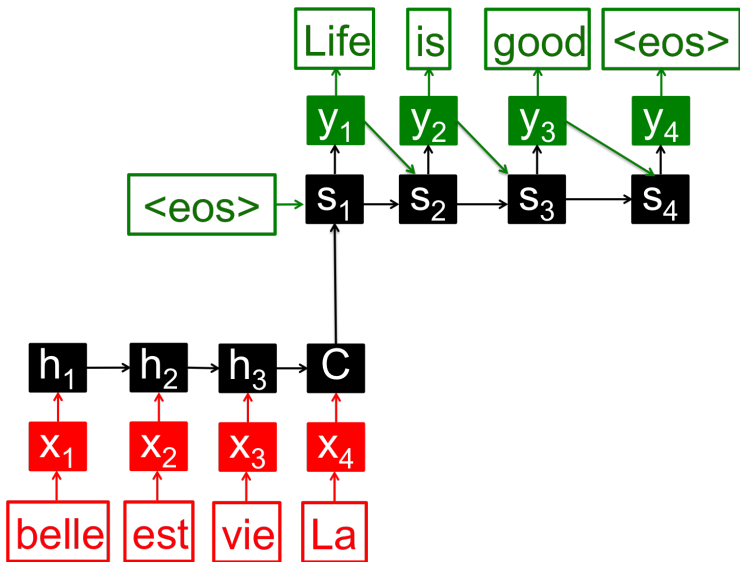 Life is good <eos>
y1 y2 y3 y4
<eos> s1 s2 s3 s4
h1 h2 h3 C
x1 x2 x3 x4
belle est vie La